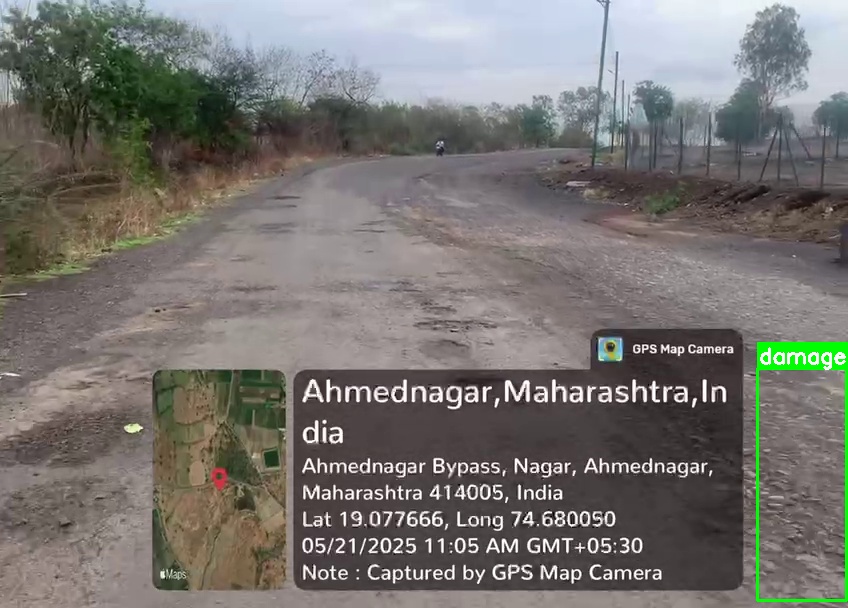 GPS Map Camera
damage
Ahmednagar,Maharashtra,In
dia
Ahmednagar Bypass, Nagar, Ahmednagar,
Maharashtra 414005, India
Lat 19.077666, Long 74.680050
05/21/2025 11:05 AM GMT+05:30
Note : Captured by GPS Map Camera
Maps